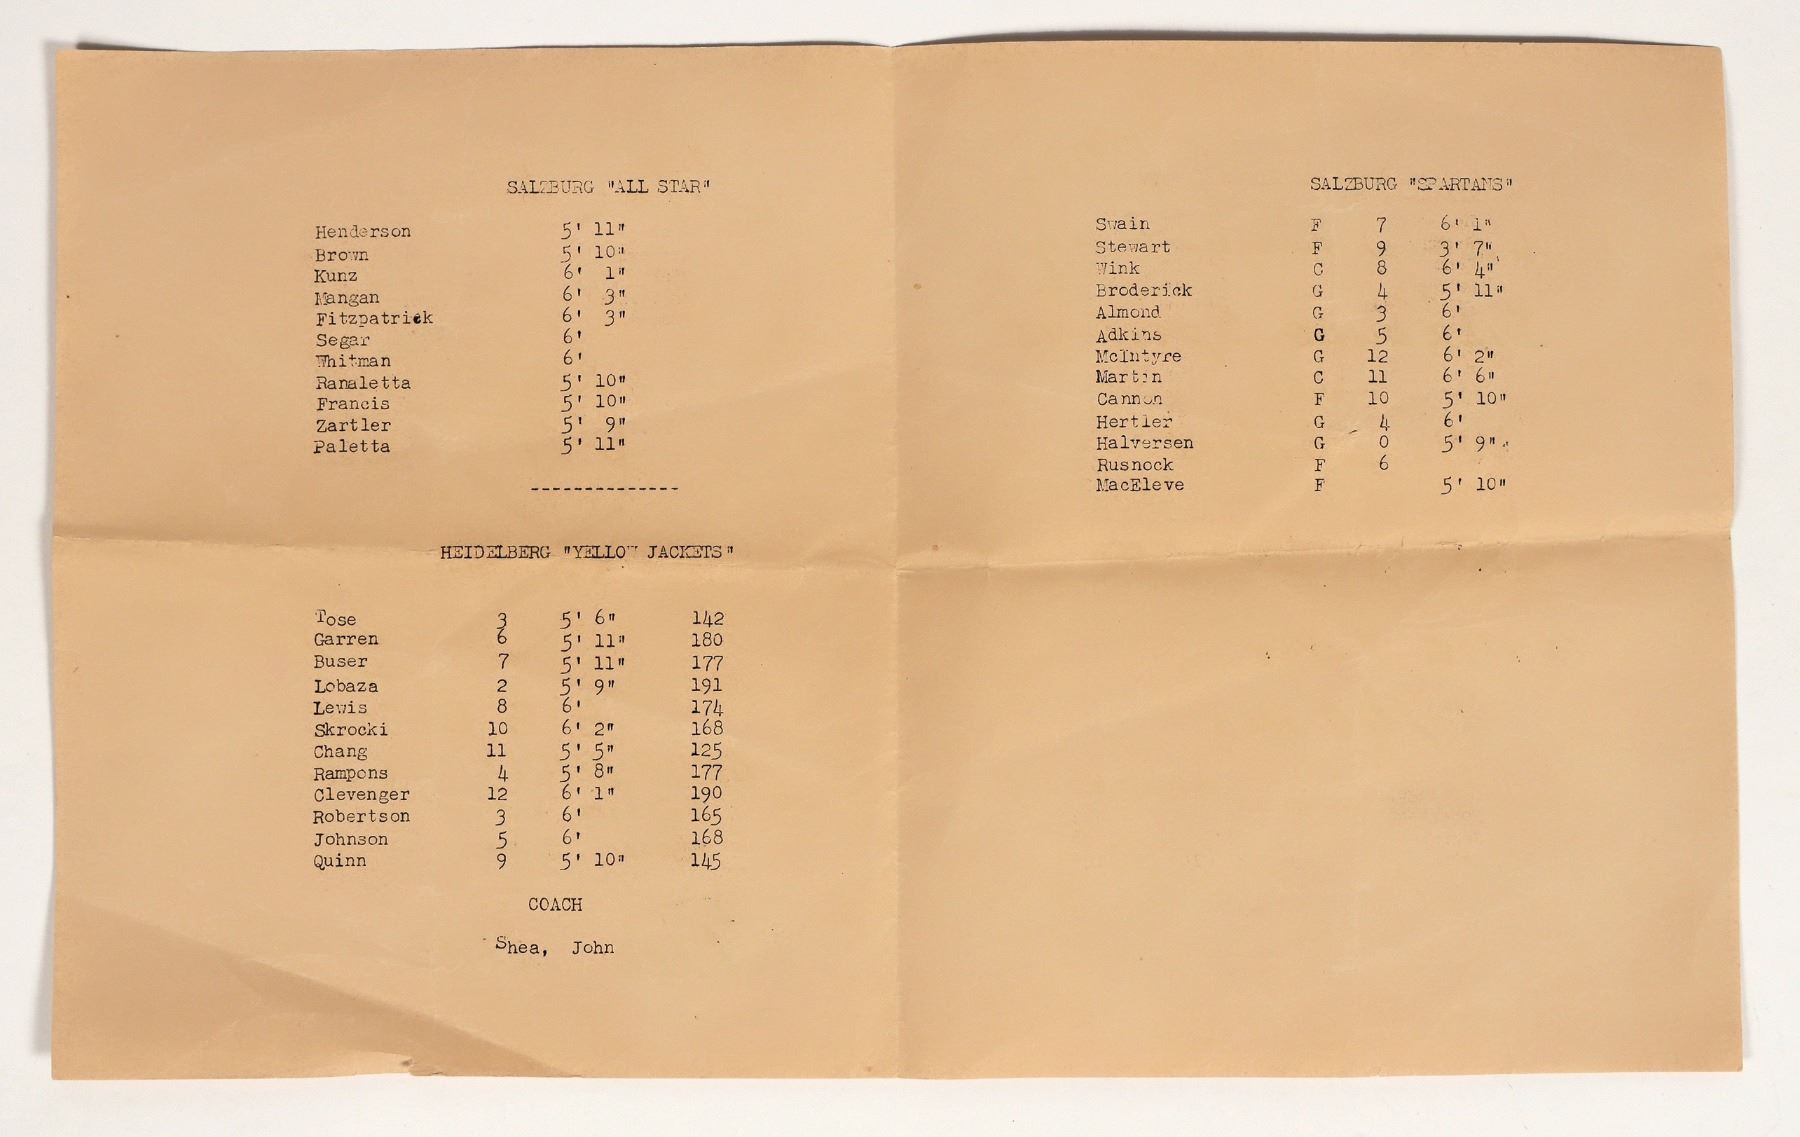 SALZBURG "ALL STAR"
Henderson 5' 11"
Brown 5' 10"
Kunz 6' 1"
Mangan 6' 3"
Fitzpatrick 6' 3"
Segar 6'
Whitman 6'
Ranaletta 5' 10"
Francis 5' 10"
Zartler 5' 9"
Paletta 5' 11"
--------------
HEIDELBERG "YELLOW JACKETS"
Tose 3 5' 6" 142
Garren 6 5' 11" 180
Buser 7 5' 11" 177
Lobaza 2 5' 9" 191
Lewis 8 6' 174
Skrocki 10 6' 2" 168
Chang 11 5' 5" 125
Rampons 4 5' 8" 177
Clevenger 12 6' 1" 190
Robertson 3 6' 165
Johnson 5 6' 168
Quinn 9 5' 10" 145
COACH
Shea, John
SALZBURG "SPARTANS"
Swain F 7 6' 1"
Stewart F 9 3' 7"
Wink C 8 6' 4"
Broderick G 4 5' 11"
Almond G 3 6'
Adkins G 5 6'
McIntyre G 12 6' 2"
Martin C 11 6' 6"
Cannon F 10 5' 10"
Hertler G 4 6'
Halversen G 0 5' 9"
Rusnock F 6
MacEleve F 5' 10"